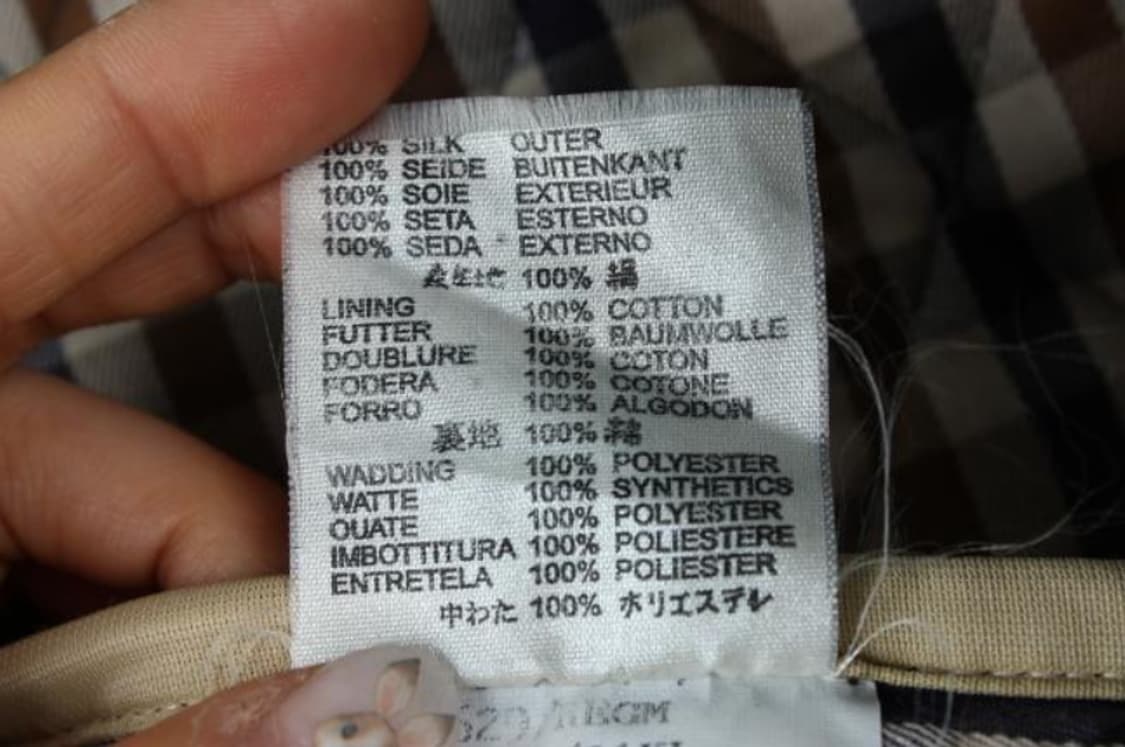 100% SILK OUTER
100% SEIDE BUITENKANT
100% SOIE EXTERIEUR
100% SETA ESTERNO
100% SEDA EXTERNO
100% 絹
LINING 100% COTTON
FUTTER 100% BAUMWOLLE
DOUBLURE 100% COTON
FODERA 100% COTONE
FORRO 100% ALGODON
裏地 100% 綿
WADDING 100% POLYESTER
WATTE 100% SYNTHETICS
OUATE 100% POLYESTER
IMBOTTITURA 100% POLIESTERE
ENTRETELA 100% POLIESTER
中わた 100% ホリエステレ